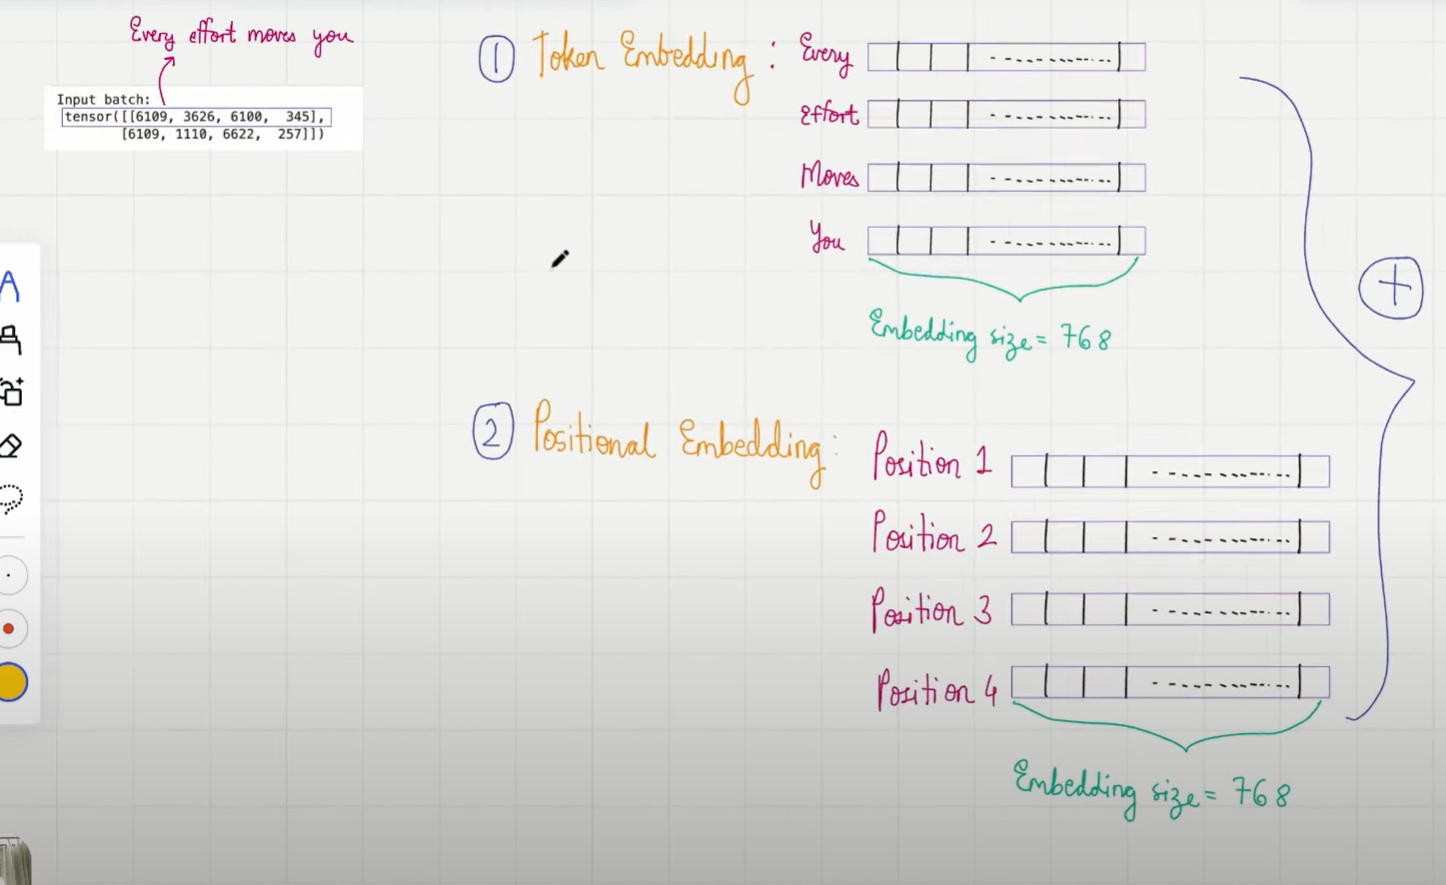 Every effort moves you
Input batch:
tensor([[6109, 3626, 6100, 345],
[6109, 1110, 6622, 257]])
1 Token Embedding : Every
Effort
Moves
You
Embedding size = 768
2 Positional Embedding: Position 1
Position 2
Position 3
Position 4
Embedding size = 768
+
A